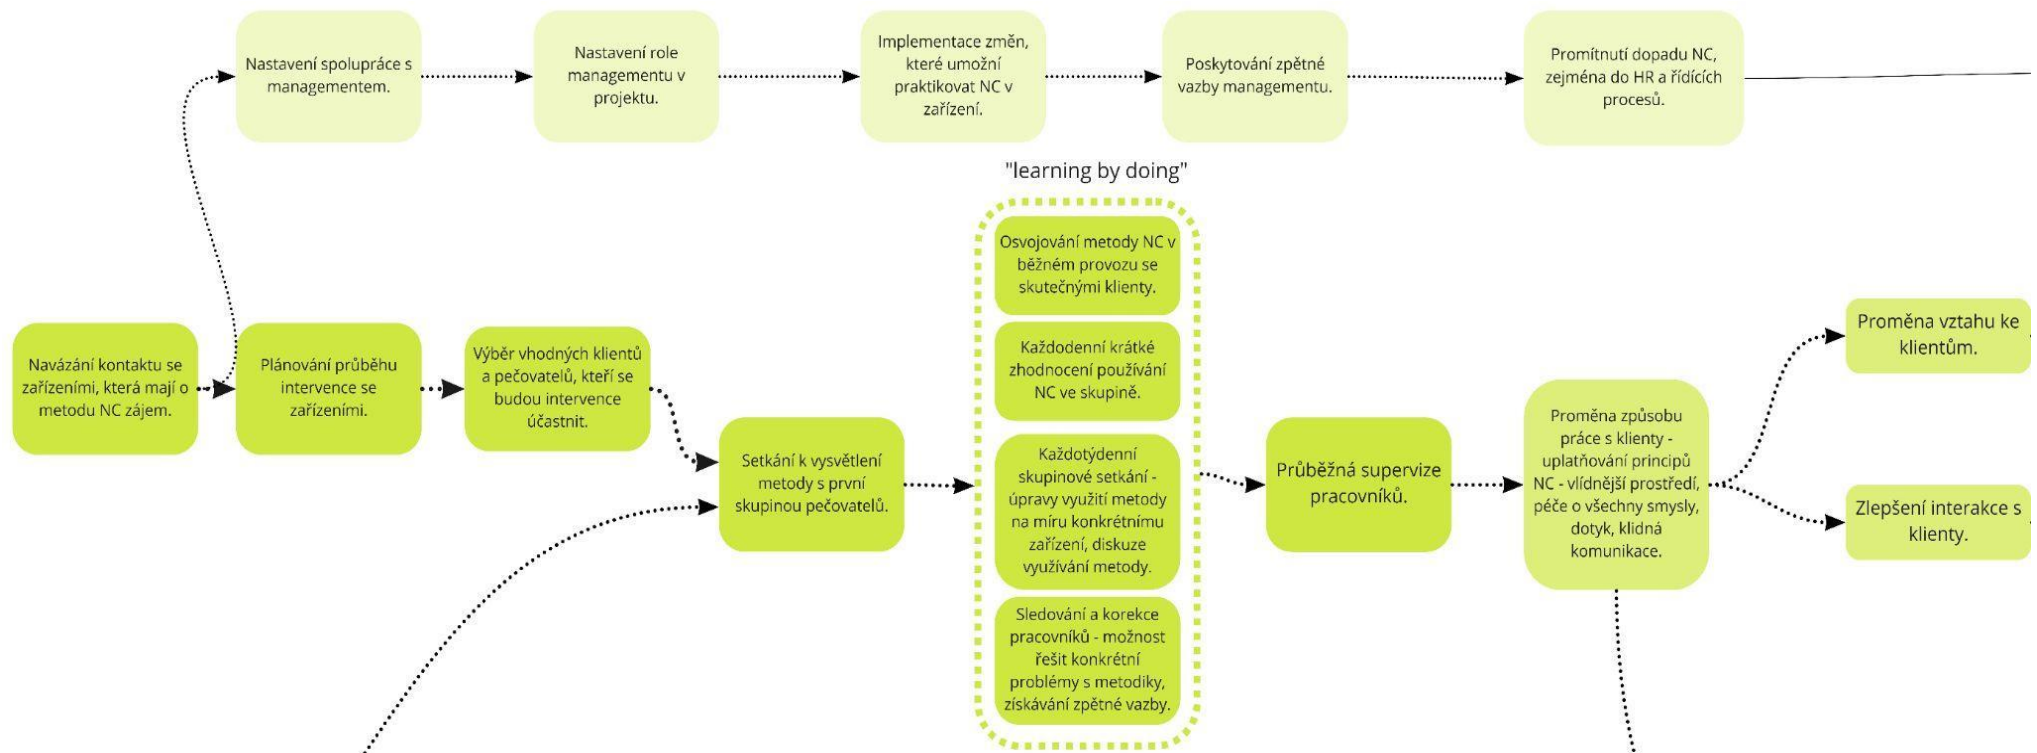 Nastavení spolupráce s
managementem.
Nastavení role
managementu v
projektu.
Implementace změn,
které umožní
praktikovat NC v
zařízení.
Poskytování zpětné
vazby managementu.
Promítnutí dopadu NC,
zejména do HR a řídících
procesů.
"learning by doing"
Navázání kontaktu se
zařízeními, která mají o
metodu NC zájem.
Plánování průběhu
intervence se
zařízeními.
Výběr vhodných klientů
a pečovatelů, kteří se
budou intervence
účastnit.
Setkání k vysvětlení
metody s první
skupinou pečovatelů.
Osvojování metody NC v
běžném provozu se
skutečnými klienty.
Každodenní krátké
zhodnocení používání
NC ve skupině.
Každotýdenní
skupinové setkání -
úpravy využití metody
na míru konkrétnímu
zařízení, diskuze
využívání metody.
Sledování a korekce
pracovníků - možnost
řešit konkrétní
problémy s metodiky,
získávání zpětné vazby.
Průběžná supervize
pracovníků.
Proměna způsobu
práce s klienty -
uplatňování principů
NC - vlídnější prostředí,
péče o všechny smysly,
dotyk, klidná
komunikace.
Proměna vztahu ke
klientům.
Zlepšení interakce s
klienty.